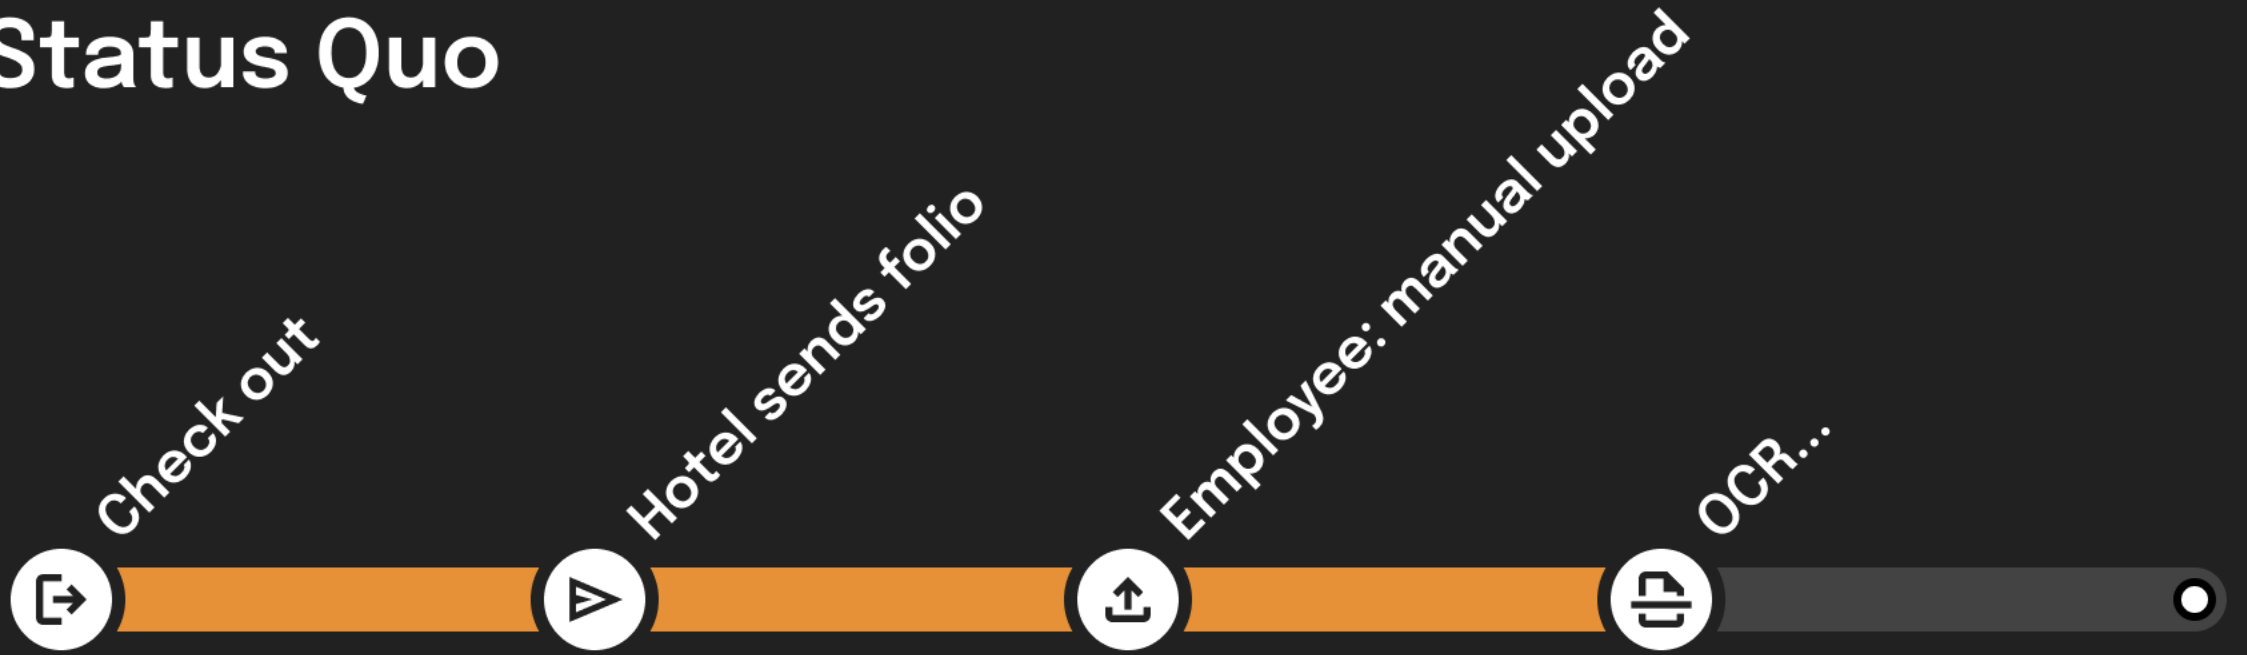 Status Quo
Check out
Hotel sends folio
Employee: manual upload
OCR...